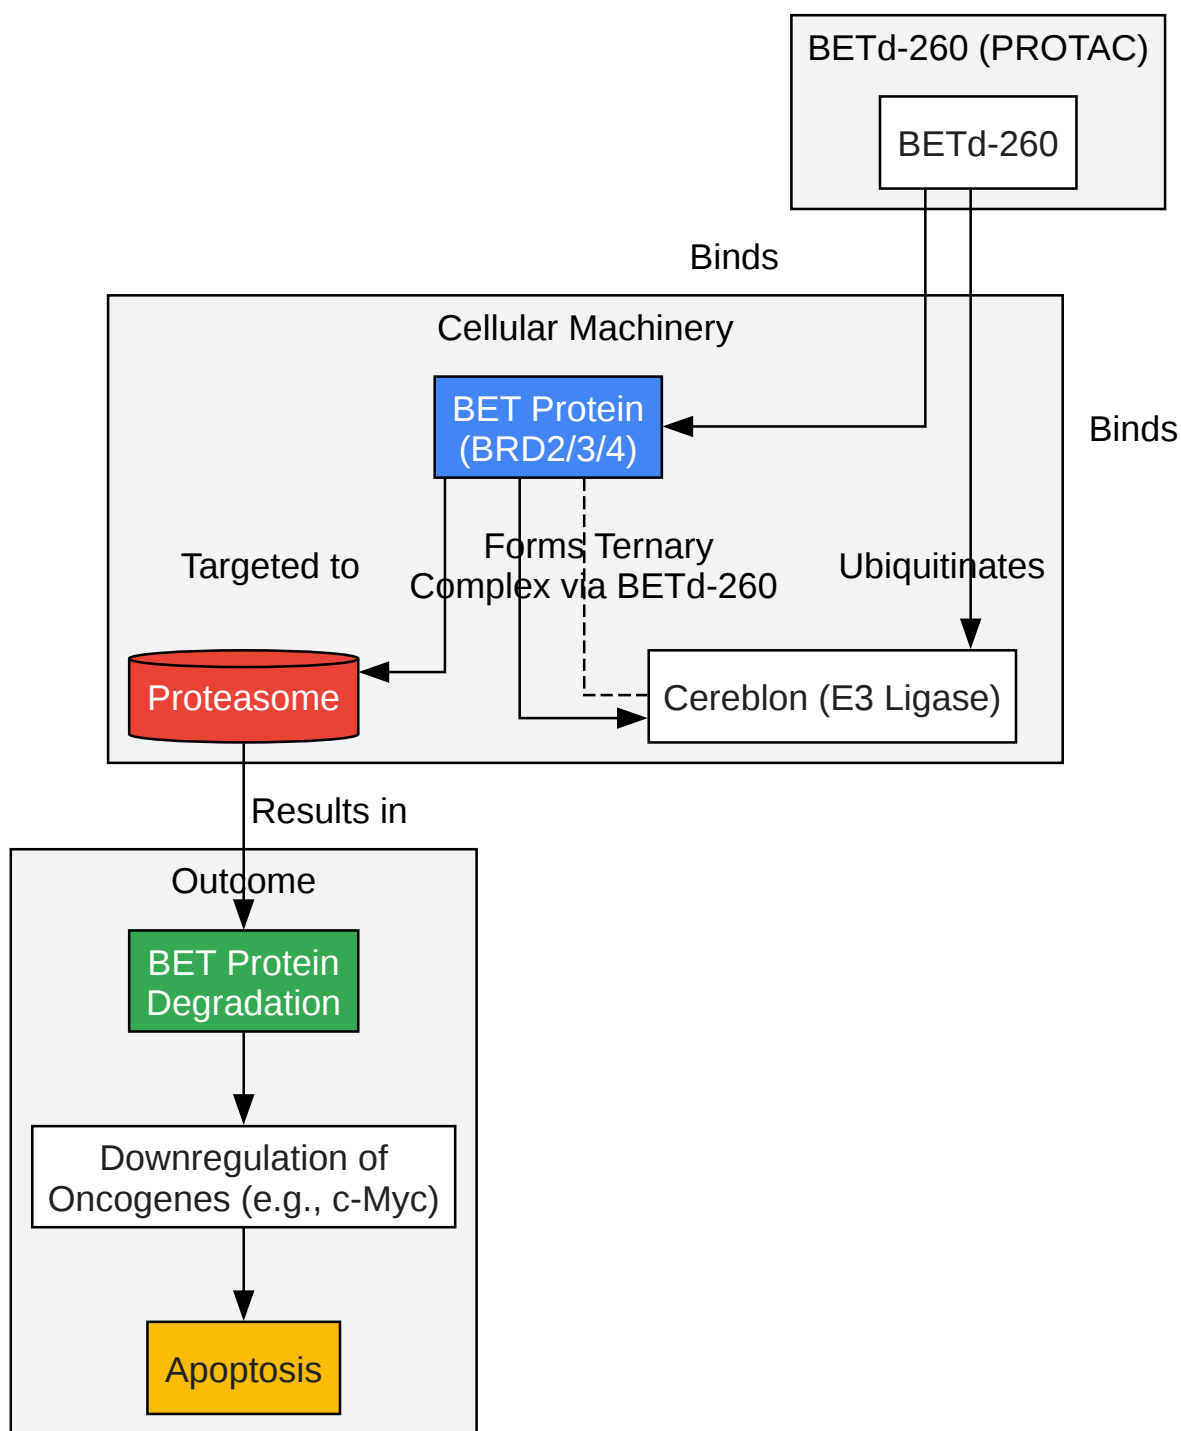 BETd-260 (PROTAC)
BETd-260
Binds
Cellular Machinery
BET Protein
(BRD2/3/4)
Binds
Targeted to
Forms Ternary
Complex via BETd-260
Ubiquitinates
Proteasome
Cereblon (E3 Ligase)
Results in
Outcome
BET Protein
Degradation
Downregulation of
Oncogenes (e.g., c-Myc)
Apoptosis